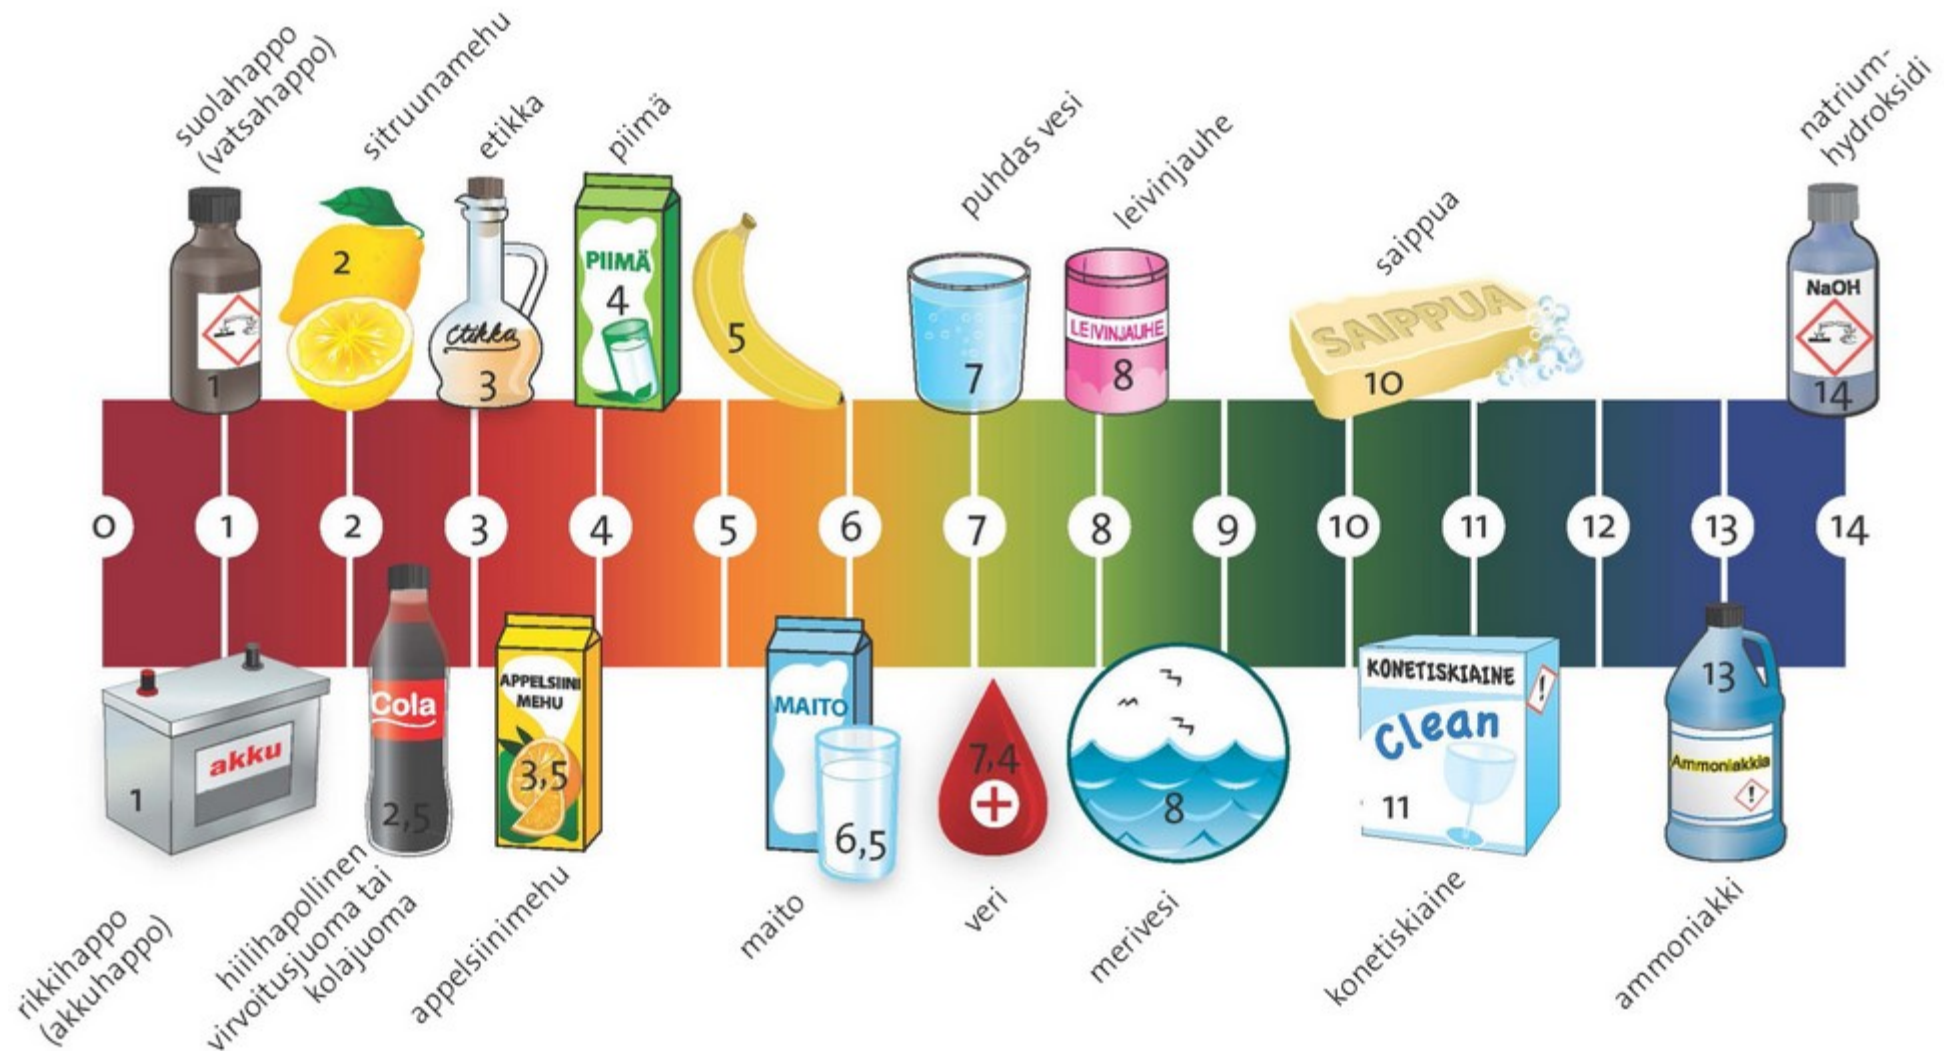 suolahappo
(vatsahappo)
sitruunamehu
etikka
piimä
puhdas vesi
leivinjauhe
saippua
natrium-
hydroksidi
1
2
etikka
3
PIIMÄ
4
5
7
LEIVINJAUHE
8
SAIPPUA
10
NaOH
14
0 1 2 3 4 5 6 7 8 9 10 11 12 13 14
akku
1
Cola
2,5
APPELSIINI
MEHU
3,5
MAITO
6,5
7,4
8
KONETISKIAINE
!
Clean
11
13
Ammoniakkia
!
rikkihappo
(akkuhappo)
hiilihapollinen
virvoitusjuoma tai
kolajuoma
appelsiinimehu
maito
veri
merivesi
konetiskiaine
ammoniakki